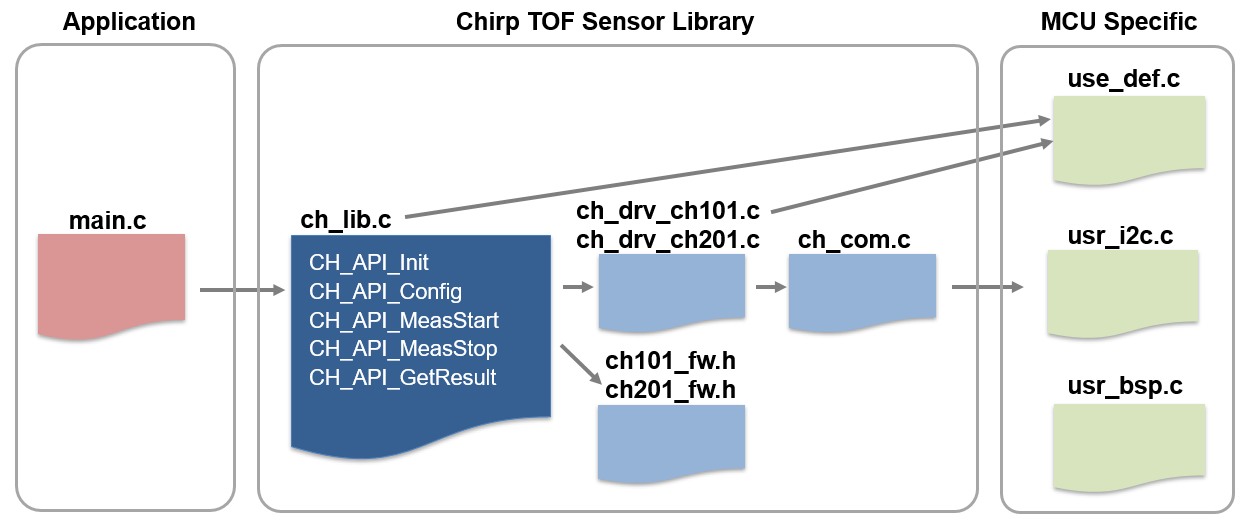 Application
Chirp TOF Sensor Library
MCU Specific
main.c
ch_lib.c
CH_API_Init
CH_API_Config
CH_API_MeasStart
CH_API_MeasStop
CH_API_GetResult
ch_drv_ch101.c
ch_drv_ch201.c
ch_com.c
ch101_fw.h
ch201_fw.h
use_def.c
usr_i2c.c
usr_bsp.c